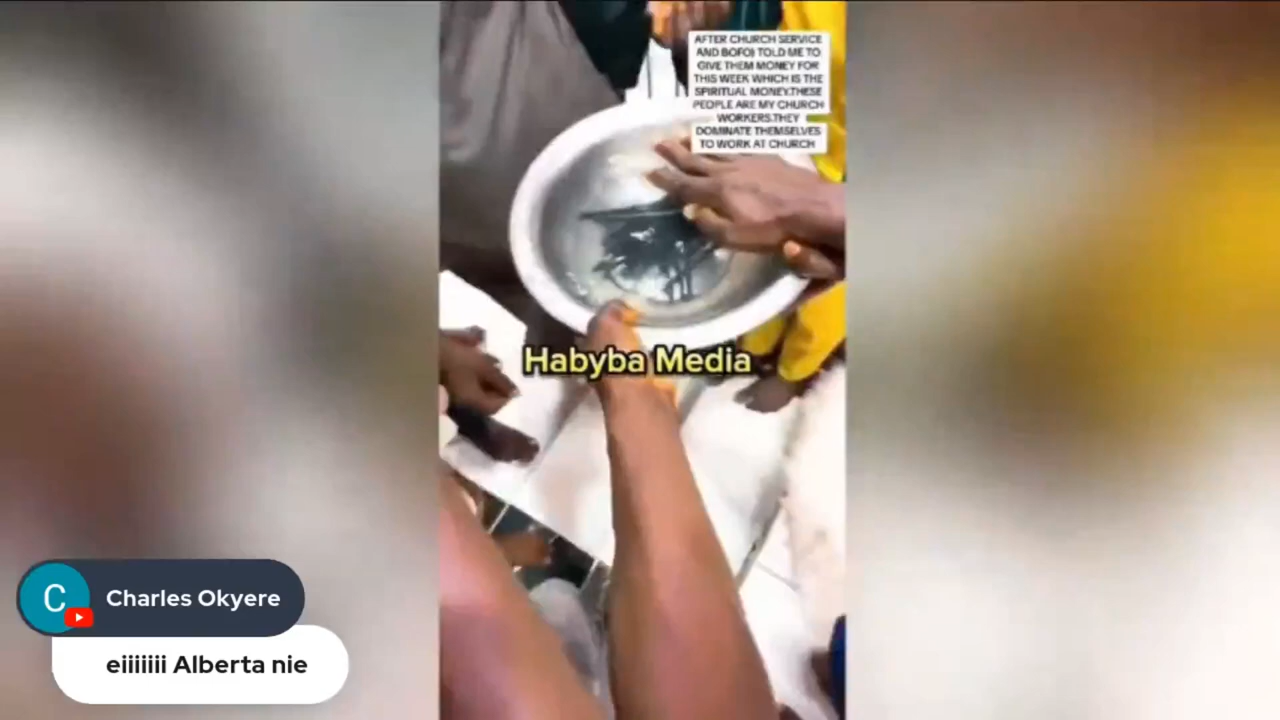 AFTER CHURCH SERVICE
AND BOFO) TOLD ME TO
GIVE THEM MONEY FOR
THIS WEEK WHICH IS THE
SPIRITUAL MONEY.THESE
PEOPLE ARE MY CHURCH
WORKERS.THEY
DOMINATE THEMSELVES
TO WORK AT CHURCH
Habyba Media
C
Charles Okyere
eiiiiiii Alberta nie